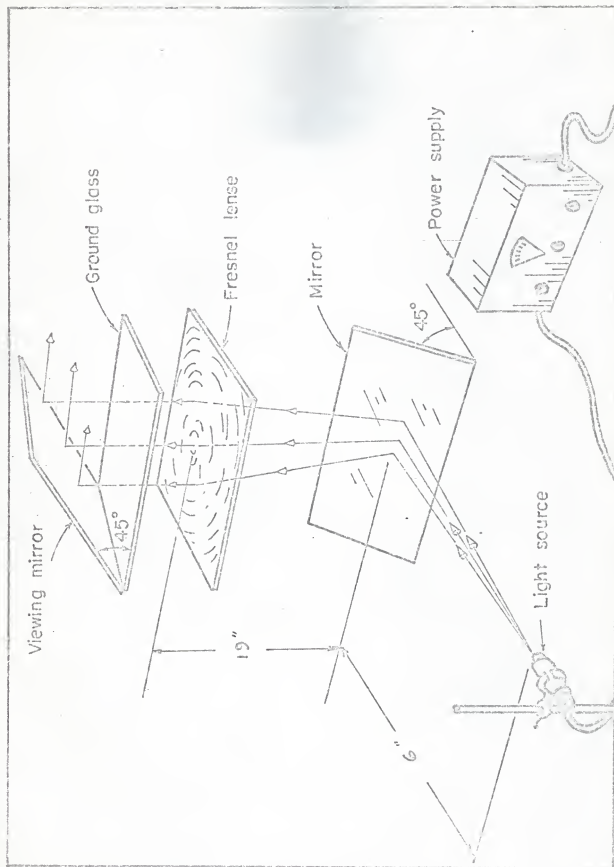 Viewing mirror
45°
Ground glass
Fresnel lense
19"
Mirror
45°
6"
Light source
Power supply